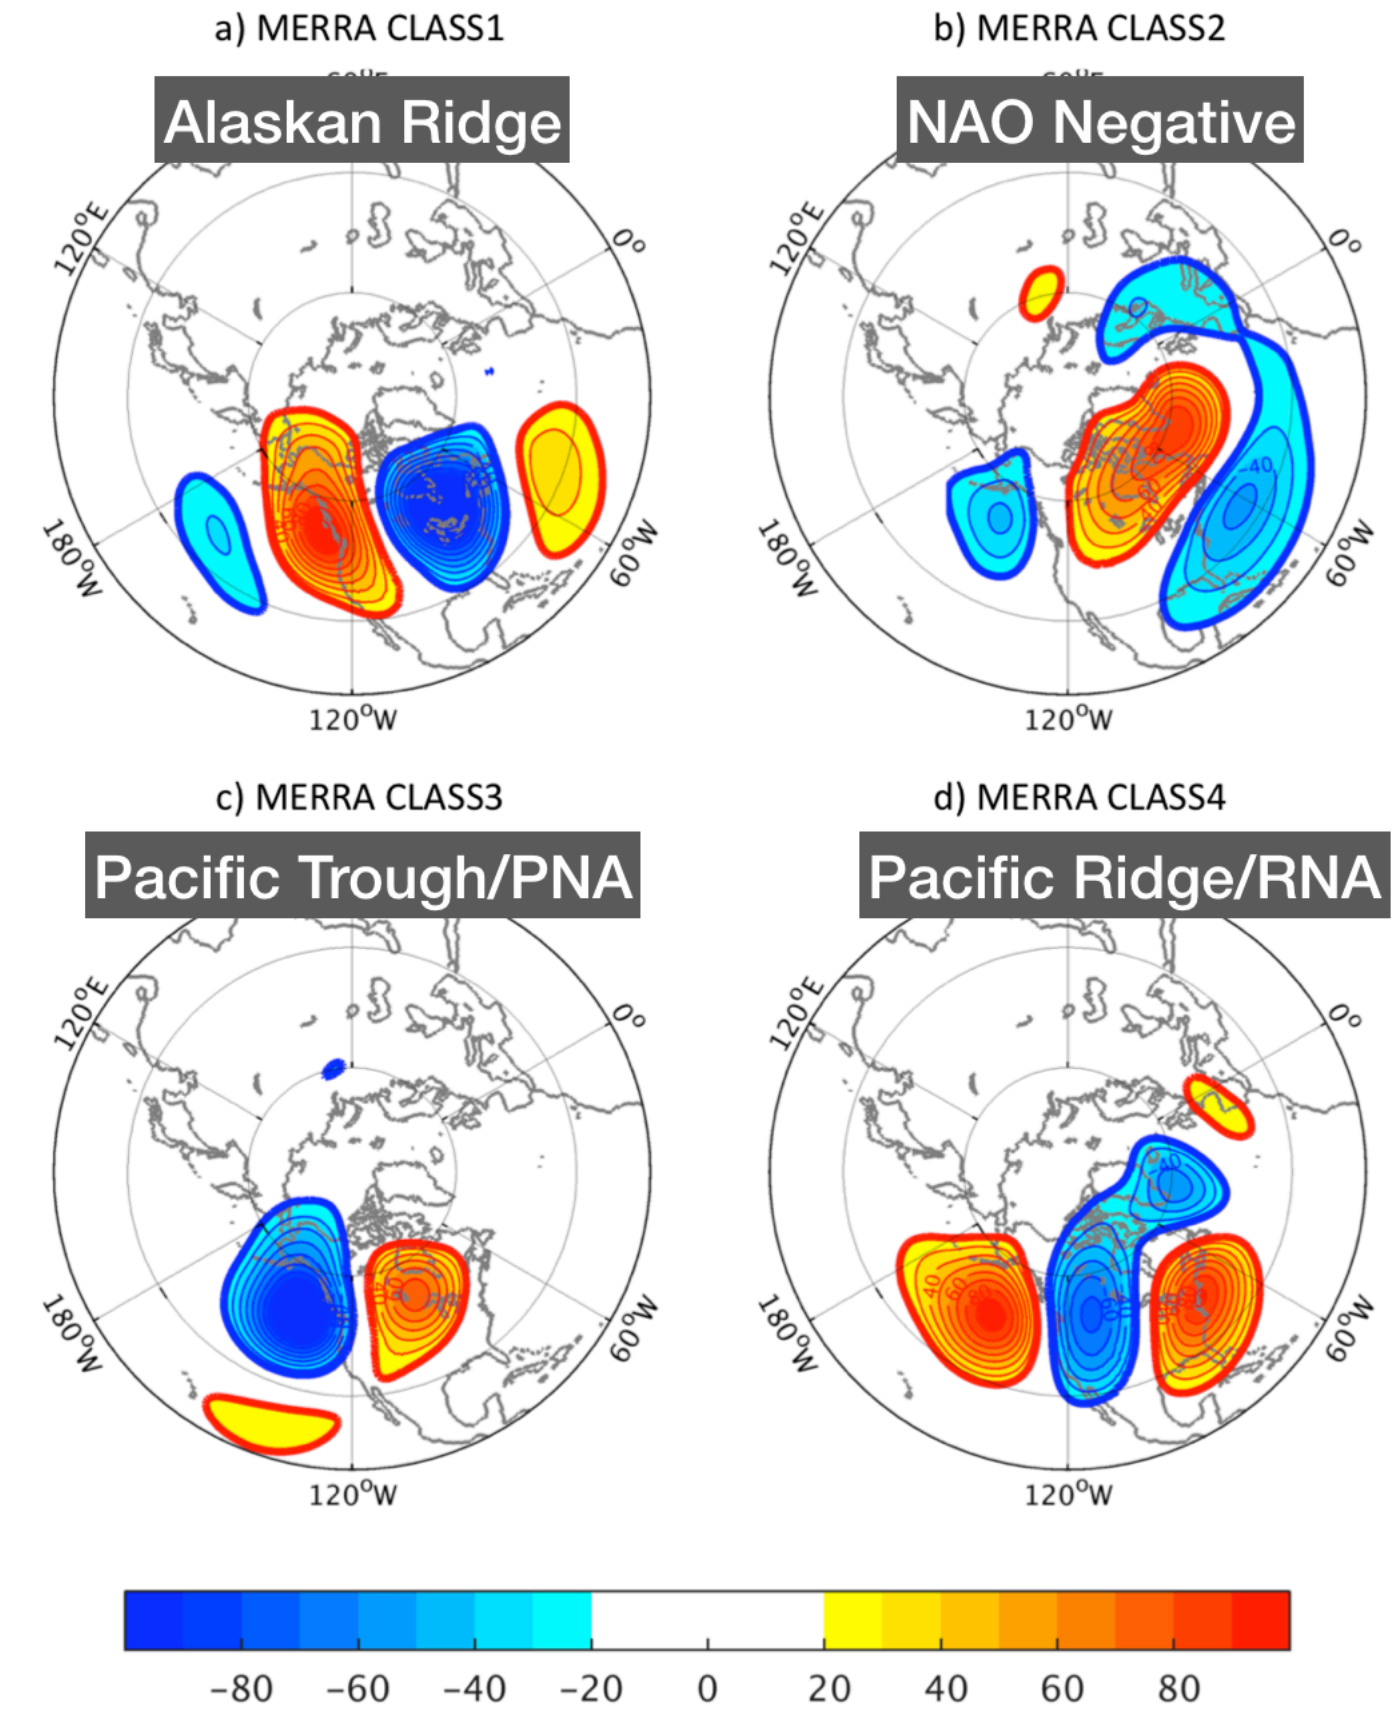 a) MERRA CLASS1
b) MERRA CLASS2
Alaskan Ridge
NAO Negative
120°E
0°
120°E
0°
-40
180°W
60°W
180°W
60°W
120°W
120°W
c) MERRA CLASS3
d) MERRA CLASS4
Pacific Trough/PNA
Pacific Ridge/RNA
120°E
0°
120°E
0°
-40
40
60
180°W
60°W
180°W
60°W
120°W
120°W
-80 -60 -40 -20 0 20 40 60 80